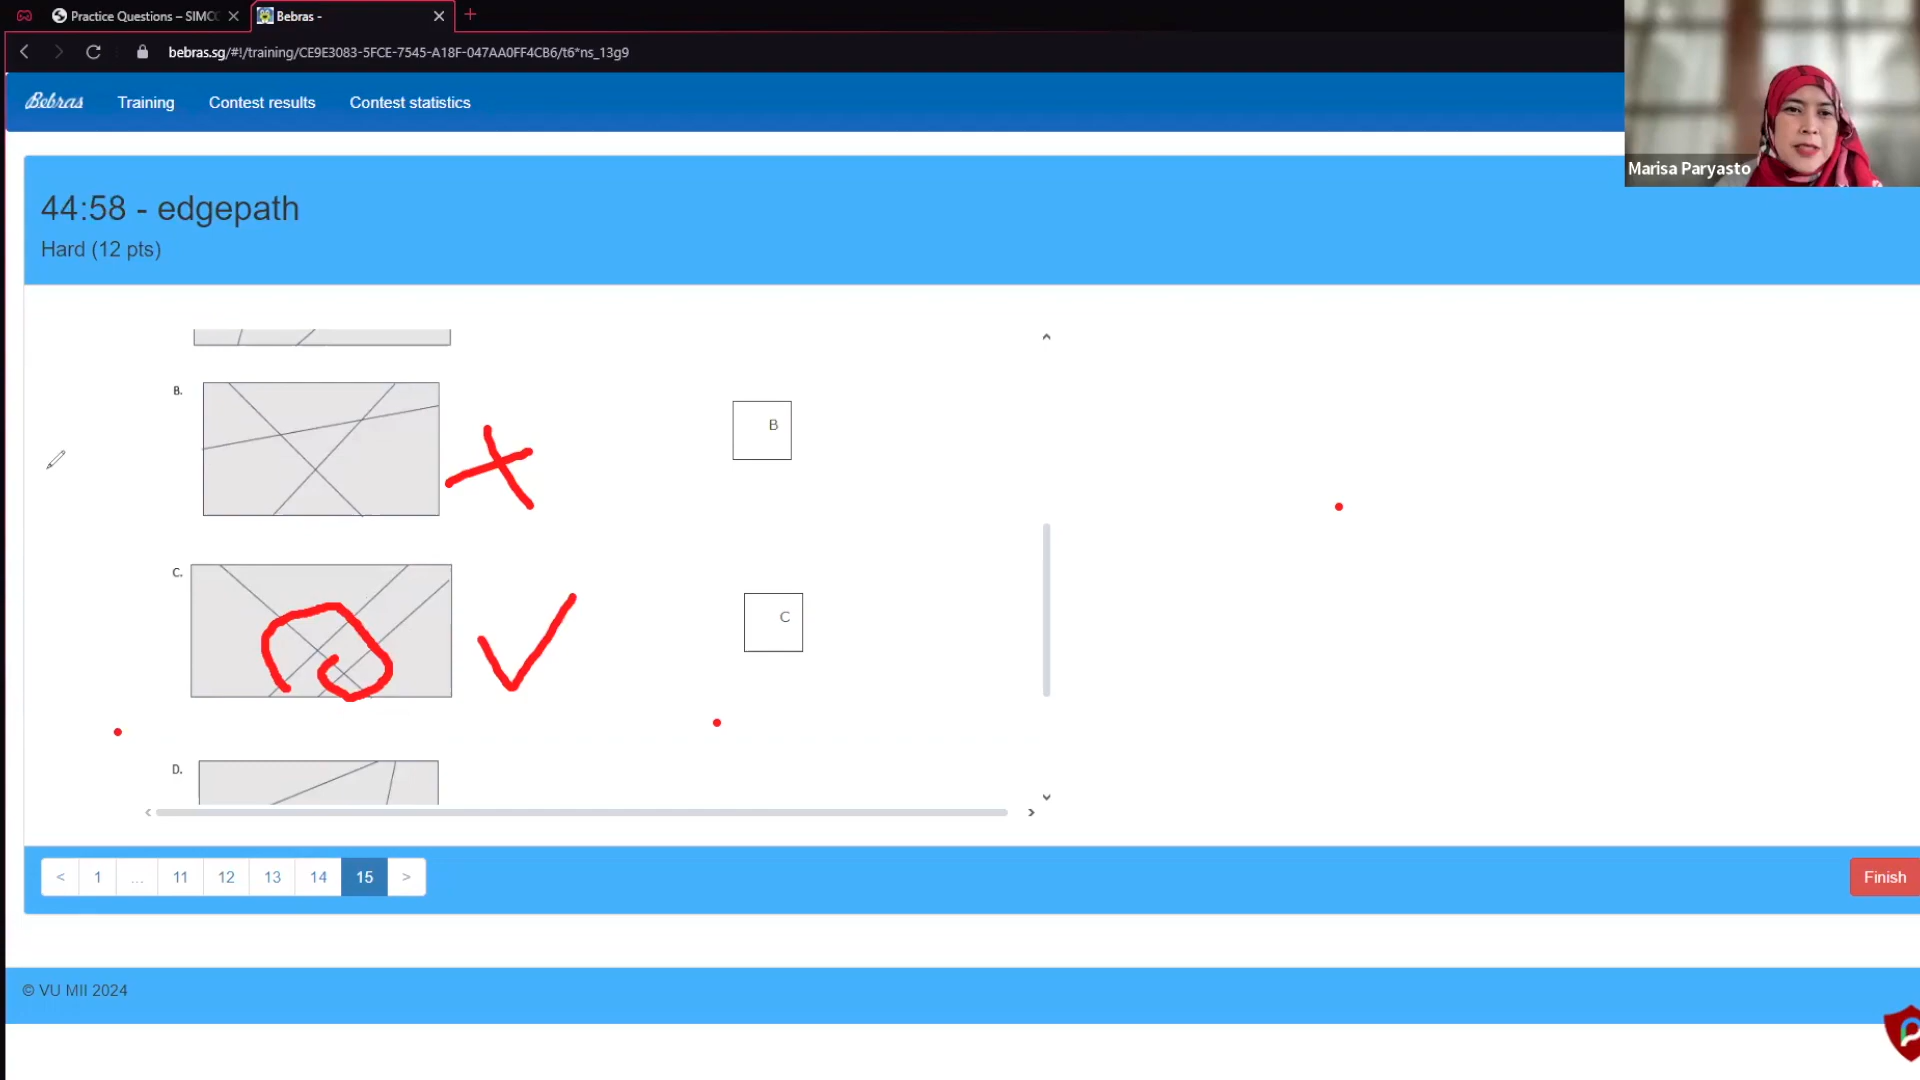 Practice Questions – SIMCC
Bebras -
bebras.sg/#!/training/CE9E3083-5FCE-7545-A18F-047AA0FF4CB6/t6*ns_13g9
Bebras Training Contest results Contest statistics
Marisa Paryasto
44:58 - edgepath
Hard (12 pts)
B.
B
C.
C
D.
< 1 ... 11 12 13 14 15 >
Finish
© VU MII 2024